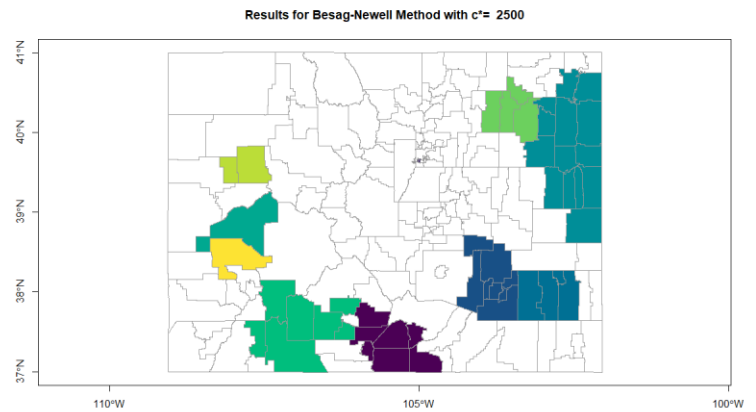 Results for Besag-Newell Method with c*= 2500
41°N
40°N
39°N
38°N
37°N
110°W
105°W
100°W